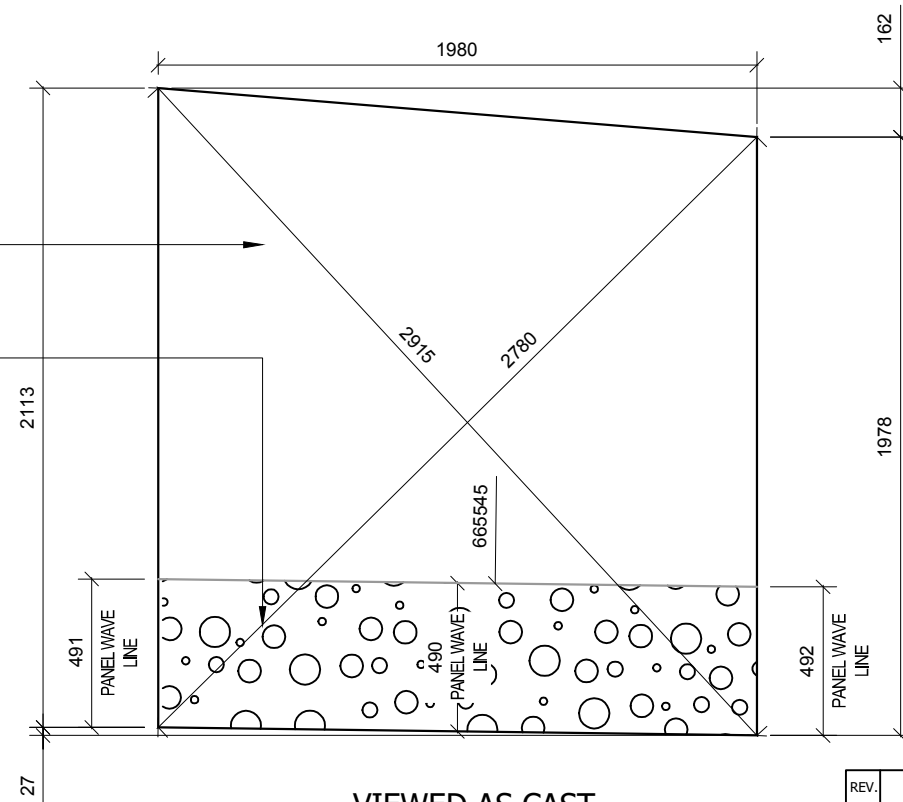 162
1980
2915
2780
2113
1978
665545
491
PANEL WAVE
LINE
490
PANEL WAVE
LINE
492
PANEL WAVE
LINE
27
VIEWED AS CAST
REV.